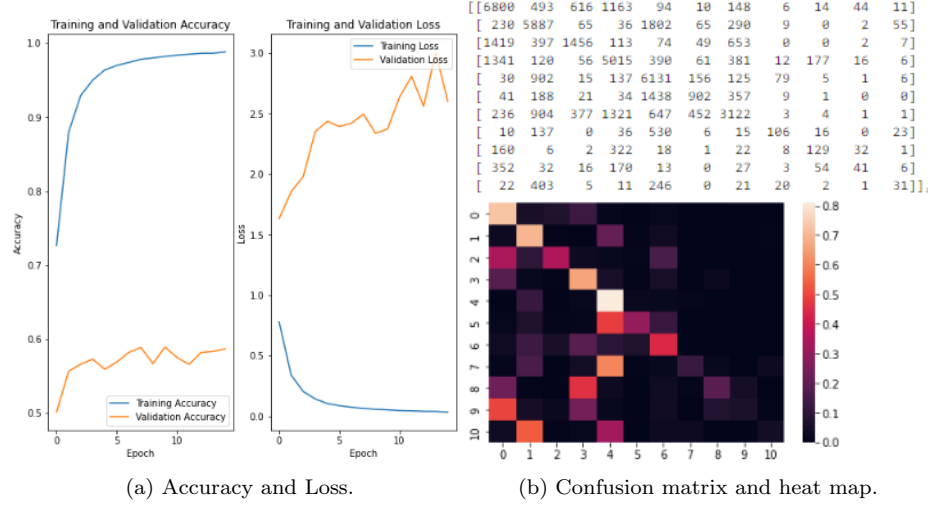 Training and Validation Accuracy
1.0
0.9
0.8
0.7
0.6
0.5
Accuracy
0
5
10
Epoch
Training Accuracy
Validation Accuracy
Training and Validation Loss
3.0
2.5
2.0
1.5
1.0
0.5
0.0
Loss
0
5
10
Epoch
Training Loss
Validation Loss
(a) Accuracy and Loss.
[[6800 493 616 1163 94 10 148 6 14 44 11]
[ 230 5887 65 36 1802 65 290 9 0 2 55]
[1419 397 1456 113 74 49 653 0 0 2 7]
[1341 120 56 5015 390 61 381 12 177 16 6]
[ 30 902 15 137 6131 156 125 79 5 1 6]
[ 41 188 21 34 1438 902 357 9 1 0 0]
[ 236 904 377 1321 647 452 3122 3 4 1 1]
[ 10 137 0 36 530 6 15 106 16 0 23]
[ 160 6 2 322 18 1 22 8 129 32 1]
[ 352 32 16 170 13 0 27 3 54 41 6]
[ 22 403 5 11 246 0 21 20 2 1 31]],
0
1
2
3
4
5
6
7
8
9
10
0 1 2 3 4 5 6 7 8 9 10
0.8
0.7
0.6
0.5
0.4
0.3
0.2
0.1
0.0
(b) Confusion matrix and heat map.